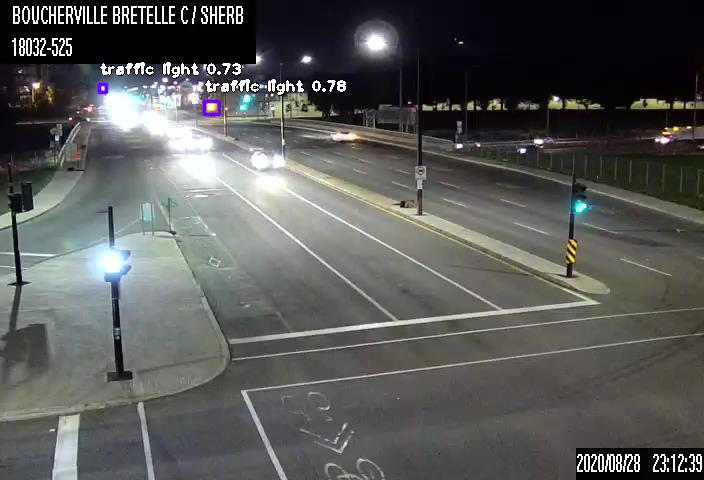 BOUCHERVILLE BRETELLE C / SHERB
18032-525
traffic light 0.73
traffic light 0.78
2020/08/28 23:12:39